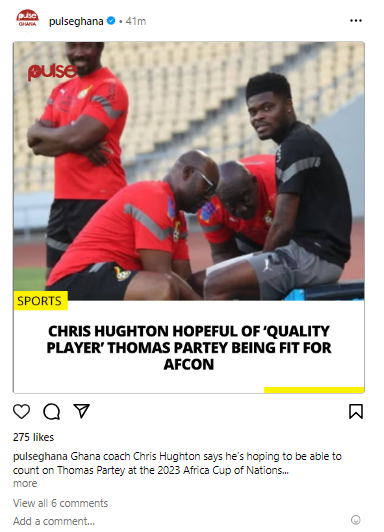 pulse
GHANA
pulseghana • 41m
pulse
SPORTS
CHRIS HUGHTON HOPEFUL OF ‘QUALITY
PLAYER’ THOMAS PARTEY BEING FIT FOR
AFCON
275 likes
pulseghana Ghana coach Chris Hughton says he’s hoping to be able to
count on Thomas Partey at the 2023 Africa Cup of Nations...
more
View all 6 comments
Add a comment...